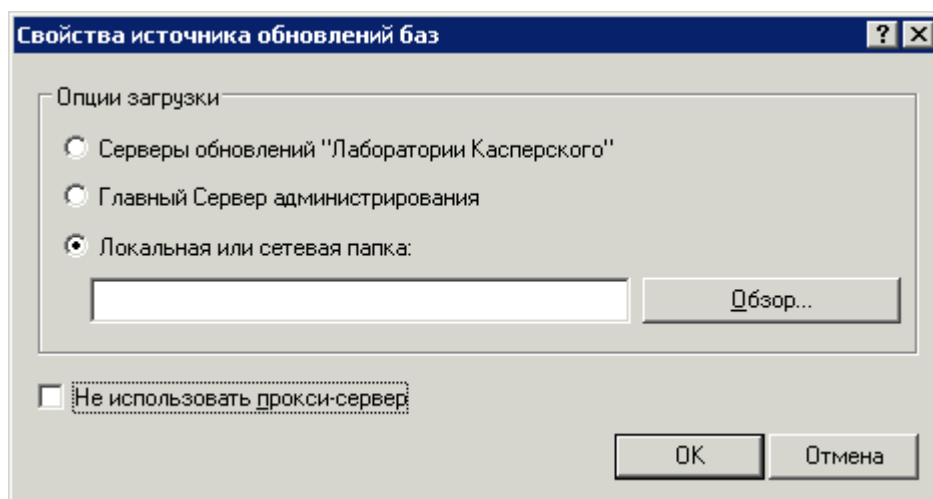 Свойства источника обновлений баз
Опции загрузки
Серверы обновлений "Лаборатории Касперского"
Главный Сервер администрирования
Локальная или сетевая папка:
Обзор...
Не использовать прокси-сервер
OK Отмена